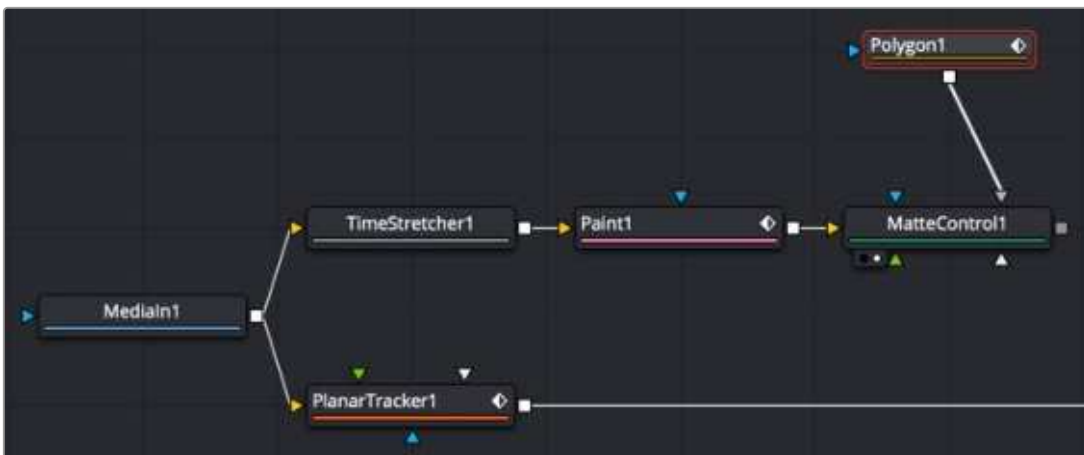 Polygon1
TimeStretcher1
Paint1
MatteControl1
MediaIn1
PlanarTracker1